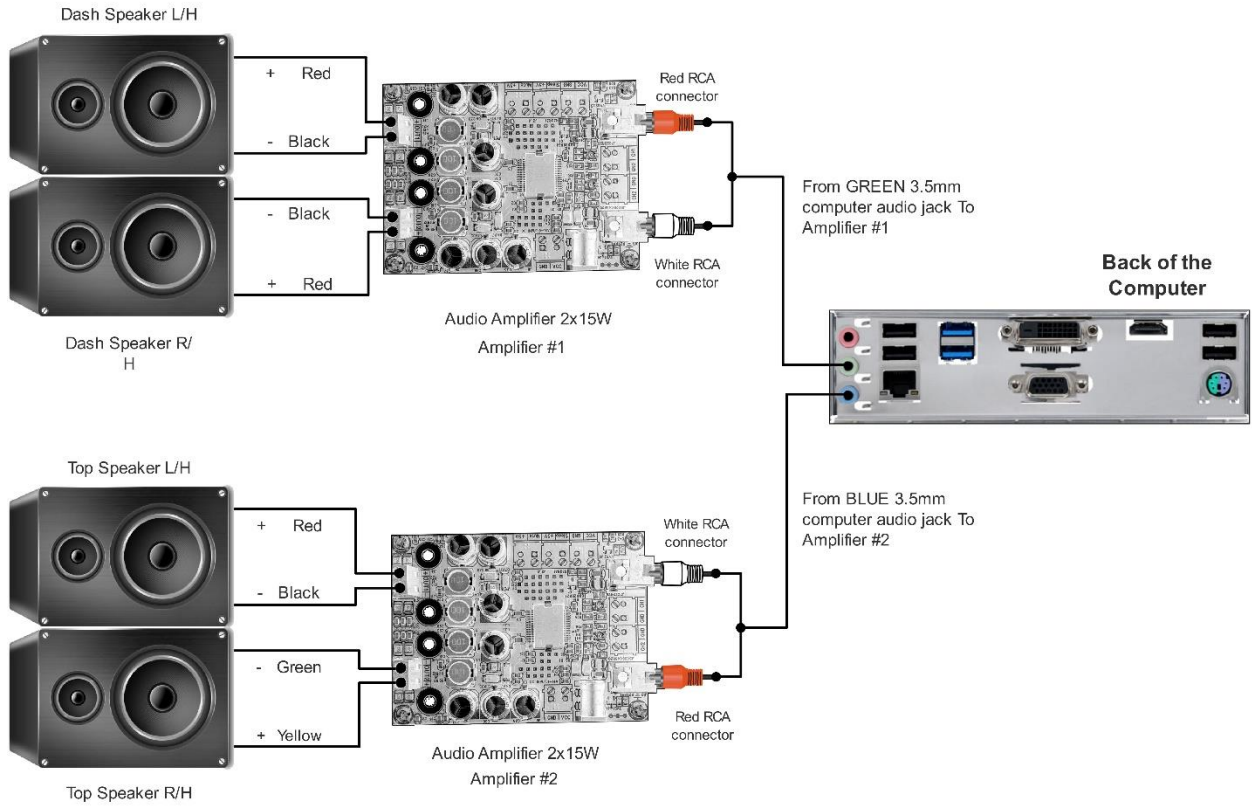 Dash Speaker L/H
+ Red
- Black
- Black
+ Red
Dash Speaker R/
H
Red RCA
connector
White RCA
connector
Audio Amplifier 2x15W
Amplifier #1
From GREEN 3.5mm
computer audio jack To
Amplifier #1
Back of the
Computer
Top Speaker L/H
+ Red
- Black
- Green
+ Yellow
Top Speaker R/H
White RCA
connector
Red RCA
connector
Audio Amplifier 2x15W
Amplifier #2
From BLUE 3.5mm
computer audio jack To
Amplifier #2